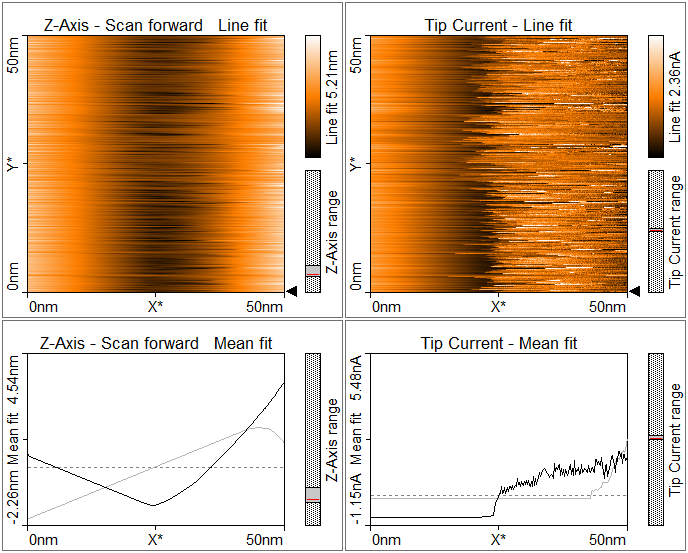 Z-Axis - Scan forward   Line fit
50nm
Y*
0nm
0nm
X*
50nm
Line fit 5.21nm
Z-Axis range
Tip Current - Line fit
50nm
Y*
0nm
0nm
X*
50nm
Line fit 2.36nA
Tip Current range
Z-Axis - Scan forward   Mean fit
-2.26nm   Mean fit   4.54nm
0nm
X*
50nm
Z-Axis range
Tip Current - Mean fit
-1.15nA   Mean fit   5.48nA
0nm
X*
50nm
Tip Current range